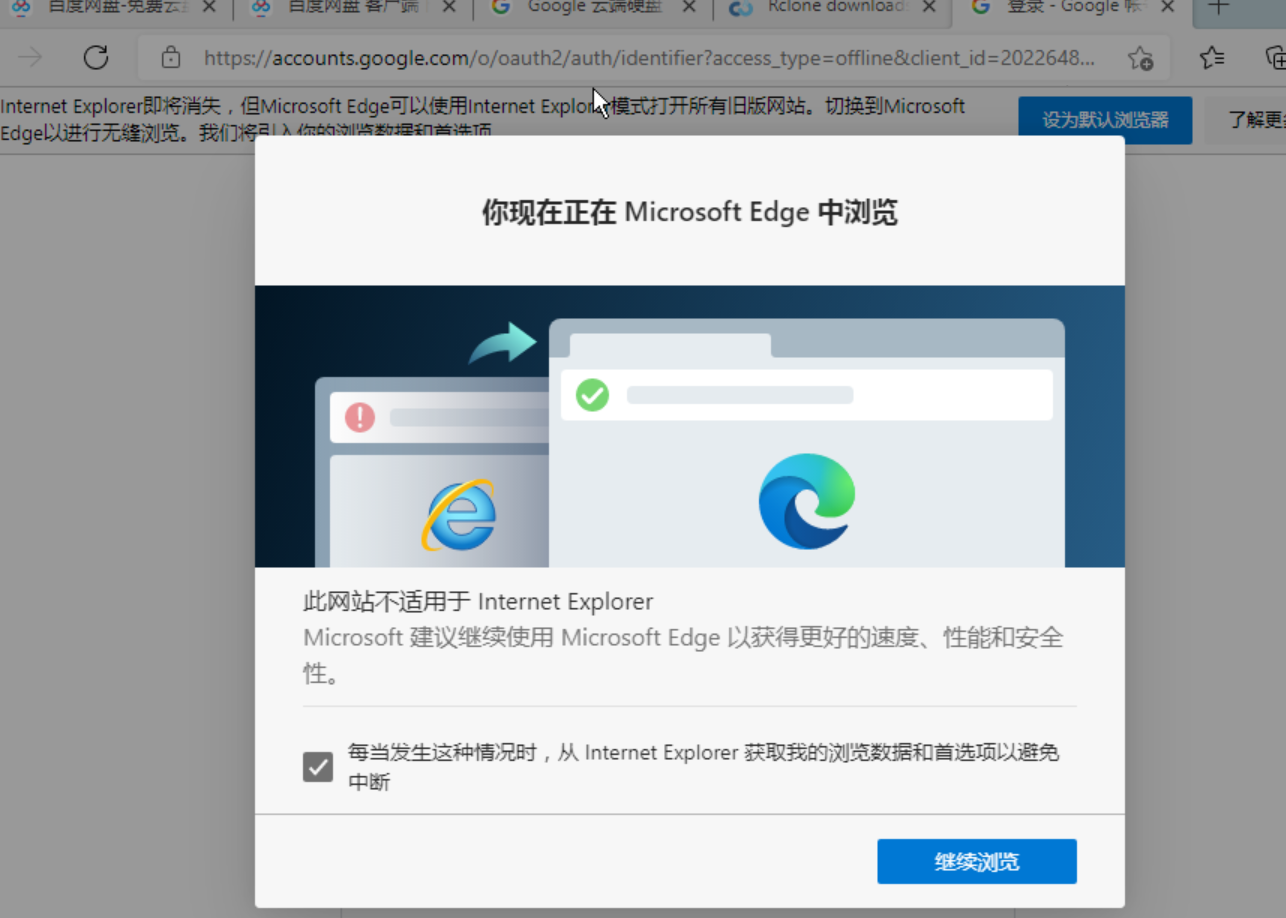 百度网盘-免费云
百度网盘 客户端
Google 云端硬盘
Rclone download
登录 - Google 帐
https://accounts.google.com/o/oauth2/auth/identifier?access_type=offline&client_id=2022648...
Internet Explorer即将消失，但Microsoft Edge可以使用Internet Explorer模式打开所有旧版网站。切换到Microsoft
Edge以进行无缝浏览。我们将引入你的浏览数据和首选项
设为默认浏览器
了解更多
你现在正在 Microsoft Edge 中浏览
此网站不适用于 Internet Explorer
Microsoft 建议继续使用 Microsoft Edge 以获得更好的速度、性能和安全
性。
每当发生这种情况时，从 Internet Explorer 获取我的浏览数据和首选项以避免
中断
继续浏览